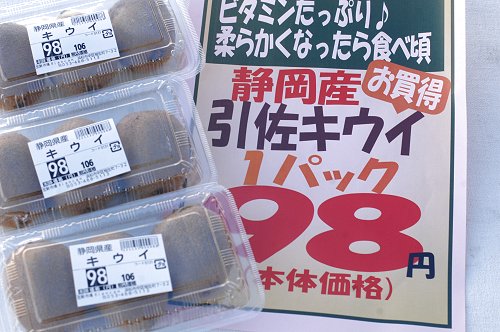 静岡県産
キウイ
98 106
静岡県産
キウイ
98 106
静岡県産
キウイ
98 106
ビタミンたっぷり♪
柔らかくなったら食べ頃
お買得
静岡産
引佐キウイ
1パック
98円
(本体価格)